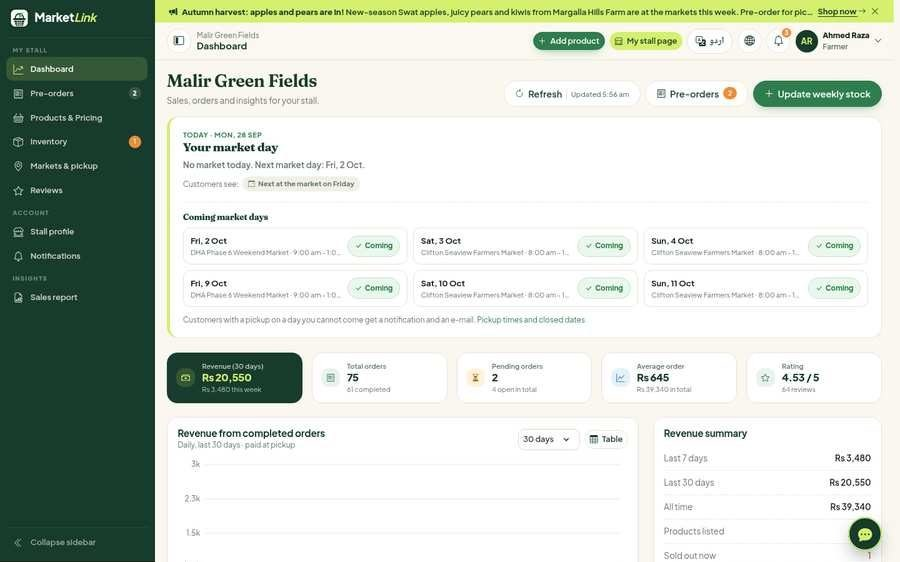 MarketLink
Autumn harvest: apples and pears are in! New-season Swat apples, juicy pears and kiwis from Margalla Hills Farm are at the markets this week. Pre-order for pic...
Shop now →
Malir Green Fields
Dashboard
+ Add product
My stall page
اردو
3
AR
Ahmed Raza
Farmer
MY STALL
Dashboard
Pre-orders 2
Products & Pricing
Inventory 1
Markets & pickup
Reviews
ACCOUNT
Stall profile
Notifications
INSIGHTS
Sales report
Collapse sidebar
Malir Green Fields
Sales, orders and insights for your stall.
Refresh Updated 5:56 am
Pre-orders 2
+ Update weekly stock
TODAY · MON, 28 SEP
Your market day
No market today. Next market day: Fri, 2 Oct.
Customers see: Next at the market on Friday
Coming market days
Fri, 2 Oct
DMA Phase 6 Weekend Market · 9:00 am – 1:0...
Coming
Sat, 3 Oct
Clifton Seaview Farmers Market · 8:00 am – 1...
Coming
Sun, 4 Oct
Clifton Seaview Farmers Market · 8:00 am – 1...
Coming
Fri, 9 Oct
DMA Phase 6 Weekend Market · 9:00 am – 1:0...
Coming
Sat, 10 Oct
Clifton Seaview Farmers Market · 8:00 am – 1...
Coming
Sun, 11 Oct
Clifton Seaview Farmers Market · 8:00 am – 1...
Coming
Customers with a pickup on a day you cannot come get a notification and an e-mail. Pickup times and closed dates
Revenue (30 days)
Rs 20,550
Rs 3,480 this week
Total orders
75
61 completed
Pending orders
2
4 open in total
Average order
Rs 645
Rs 39,340 in total
Rating
4.53 / 5
64 reviews
Revenue from completed orders
Daily, last 30 days · paid at pickup
30 days
Table
3k
2.3k
1.5k
Revenue summary
Last 7 days Rs 3,480
Last 30 days Rs 20,550
All time Rs 39,340
Products listed
Sold out now 1